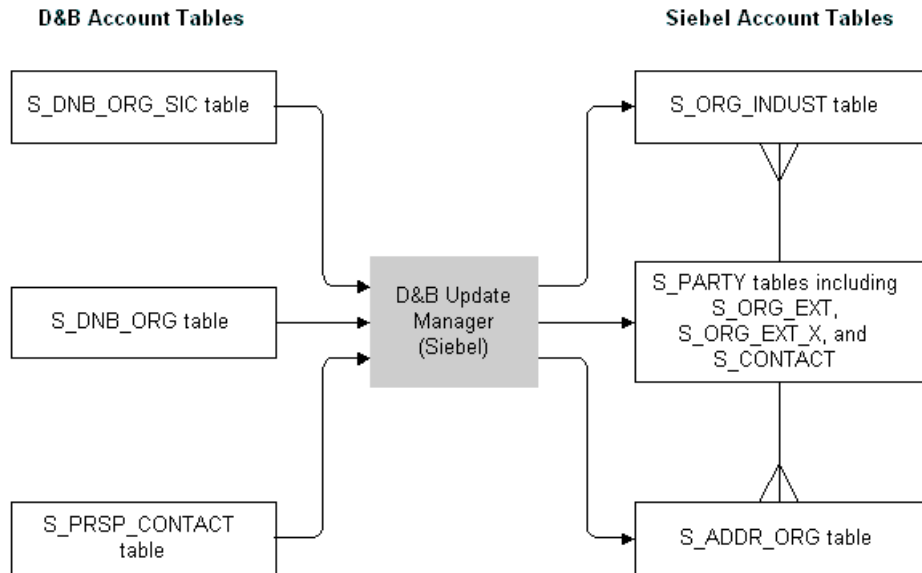 D&B Account Tables
Siebel Account Tables
S_DNB_ORG_SIC table
S_ORG_INDUST table
S_DNB_ORG table
D&B Update
Manager
(Siebel)
S_PARTY tables including
S_ORG_EXT,
S_ORG_EXT_X, and
S_CONTACT
S_PRSP_CONTACT
table
S_ADDR_ORG table